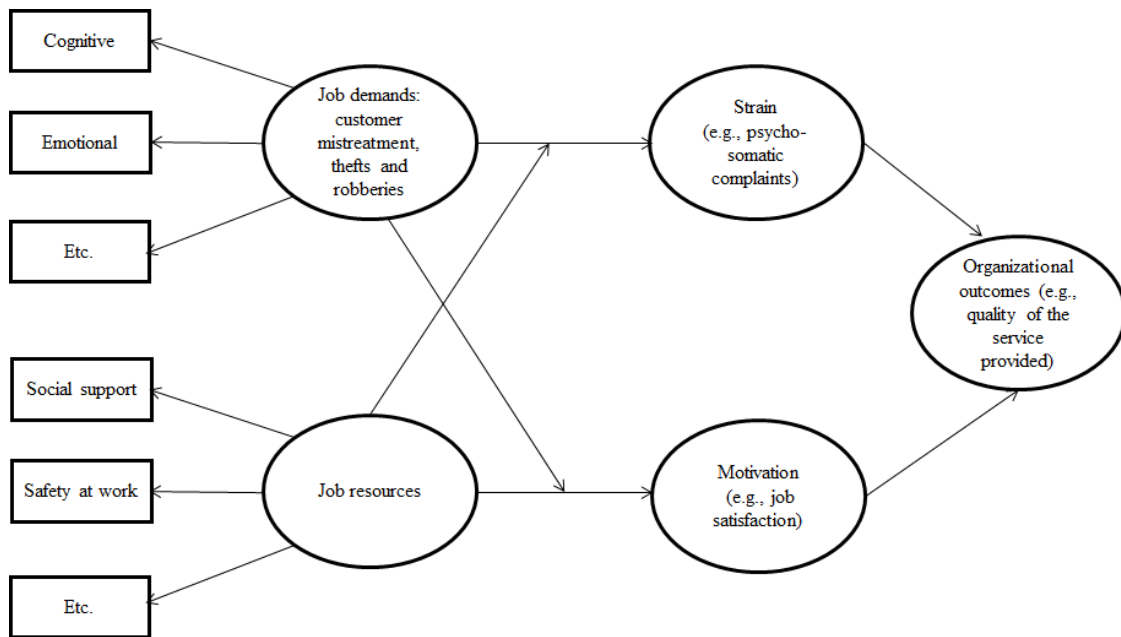 Cognitive
Emotional
Etc.
Job demands:
customer
mistreatment,
thefts and
robberies
Strain
(e.g., psycho-
somatic
complaints)
Organizational
outcomes (e.g.,
quality of the
service
provided)
Social support
Safety at work
Etc.
Job resources
Motivation
(e.g., job
satisfaction)